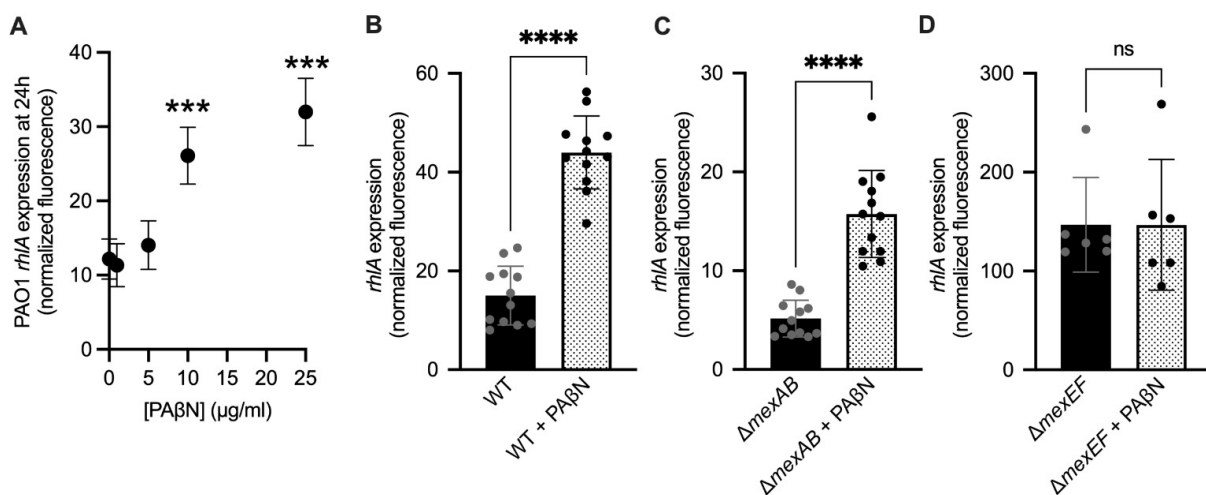 A
PAO1 rhlA expression at 24h
(normalized fluorescence)
40
30
20
10
0
***
***
0 5 10 15 20 25
[PAβN] (µg/ml)
B
****
rhlA expression
(normalized fluorescence)
60
40
20
0
WT
WT + PAβN
C
****
rhlA expression
(normalized fluorescence)
30
20
10
0
ΔmexAB
ΔmexAB + PAβN
D
ns
rhlA expression
(normalized fluorescence)
300
200
100
0
ΔmexEF
ΔmexEF + PAβN